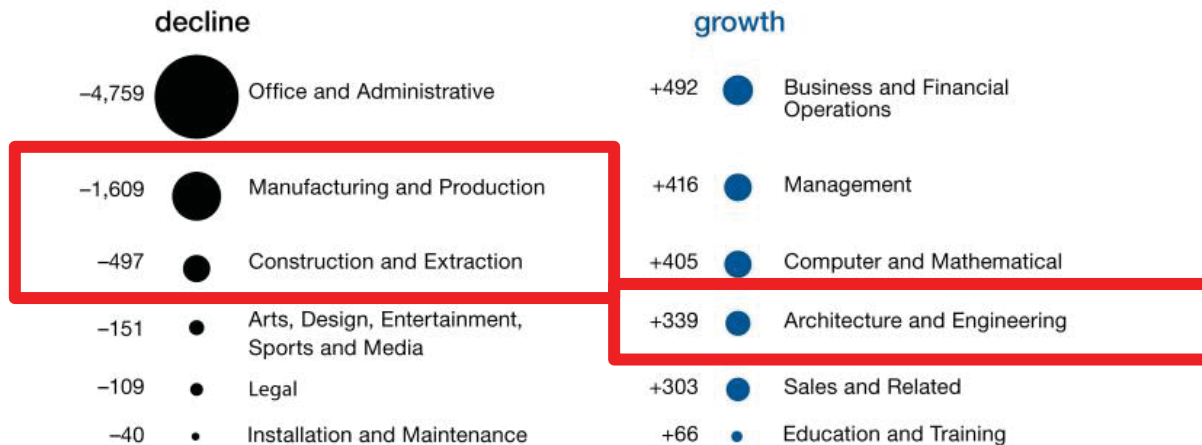 decline
−4,759 Office and Administrative
−1,609 Manufacturing and Production
−497 Construction and Extraction
−151 Arts, Design, Entertainment,
Sports and Media
−109 Legal
−40 Installation and Maintenance
growth
+492 Business and Financial
Operations
+416 Management
+405 Computer and Mathematical
+339 Architecture and Engineering
+303 Sales and Related
+66 Education and Training